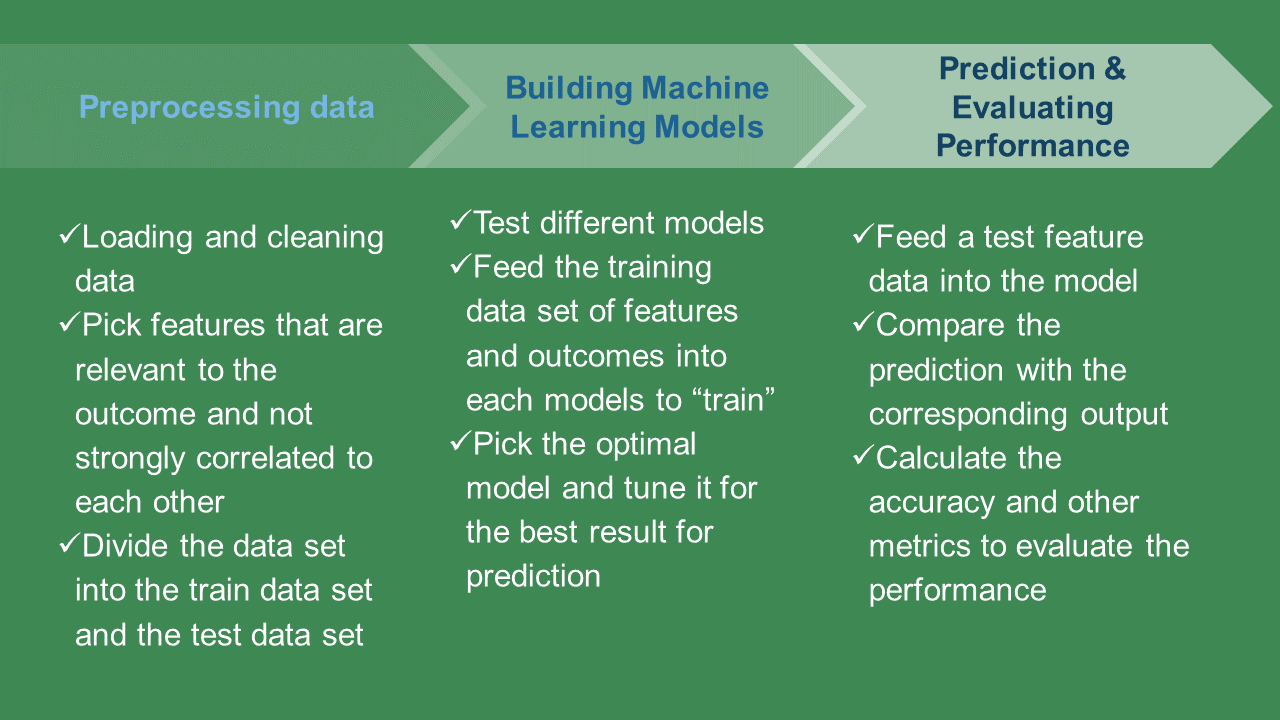 Preprocessing data
Building Machine
Learning Models
Prediction &
Evaluating
Performance
✓Loading and cleaning
data
✓Pick features that are
relevant to the
outcome and not
strongly correlated to
each other
✓Divide the data set
into the train data set
and the test data set
✓Test different models
✓Feed the training
data set of features
and outcomes into
each models to “train”
✓Pick the optimal
model and tune it for
the best result for
prediction
✓Feed a test feature
data into the model
✓Compare the
prediction with the
corresponding output
✓Calculate the
accuracy and other
metrics to evaluate the
performance